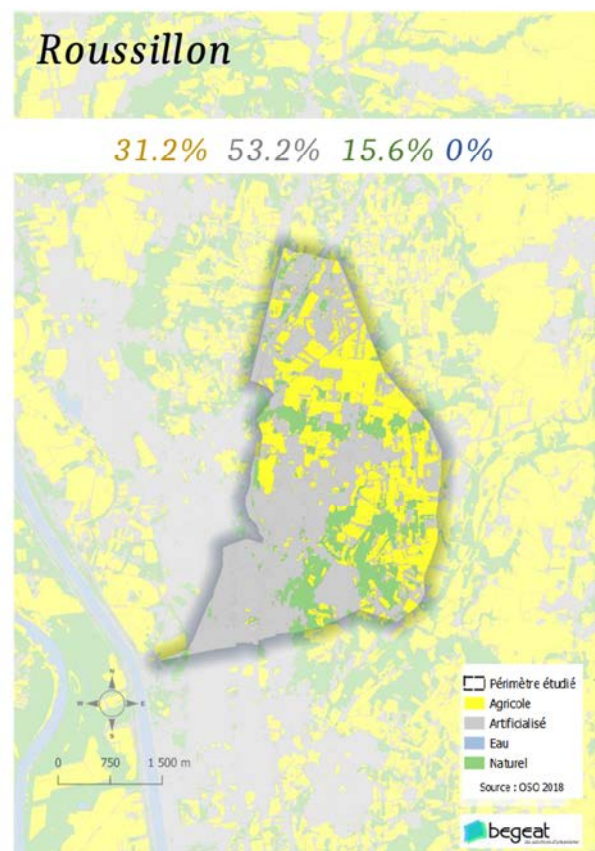 Roussillon
31.2% 53.2% 15.6% 0%
N
W E
S
0 750 1 500 m
Périmètre étudié
Agricole
Artificialisé
Eau
Naturel
Source : OSO 2018
begeat